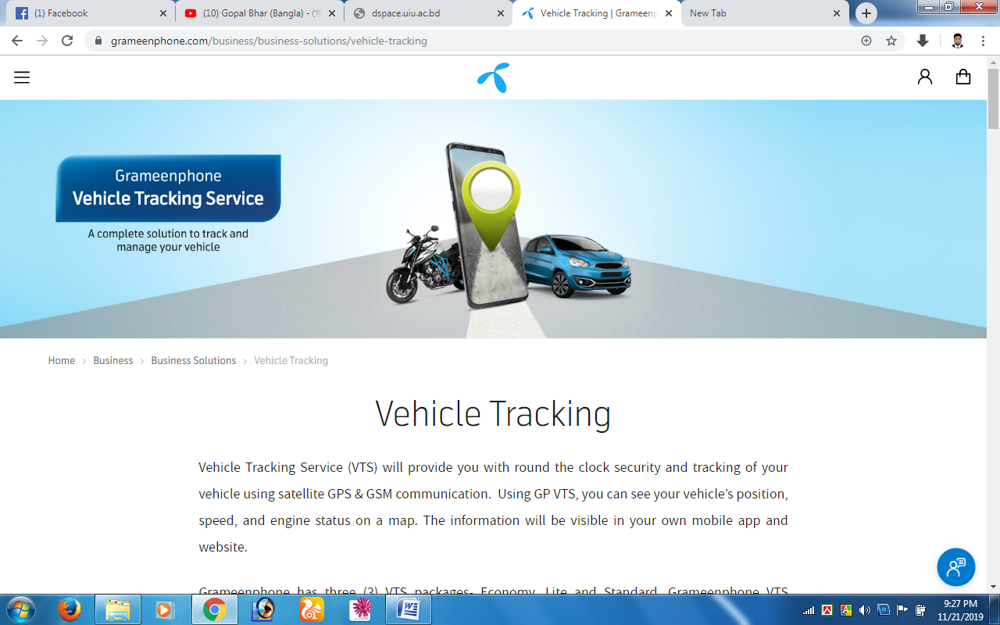 (1) Facebook
(10) Gopal Bhar (Bangla) - (
dspace.uiu.ac.bd
Vehicle Tracking | Grameenp
New Tab
grameenphone.com/business/business-solutions/vehicle-tracking
Grameenphone
Vehicle Tracking Service
A complete solution to track and
manage your vehicle
Home > Business > Business Solutions > Vehicle Tracking
Vehicle Tracking
Vehicle Tracking Service (VTS) will provide you with round the clock security and tracking of your
vehicle using satellite GPS & GSM communication. Using GP VTS, you can see your vehicle's position,
speed, and engine status on a map. The information will be visible in your own mobile app and
website.
Grameenphone has three (3) VTS packages- Economy, Lite and Standard. Grameenphone VTS
9:27 PM
11/21/2019